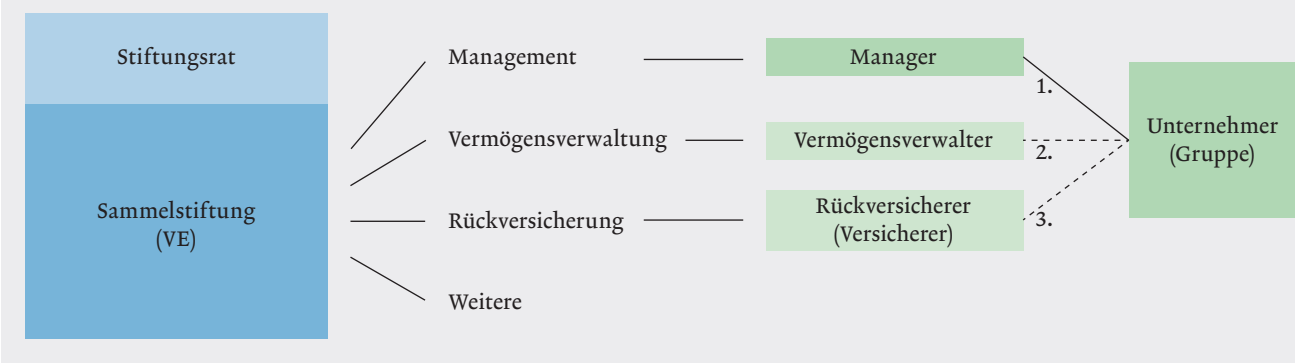 Stiftungsrat
Sammelstiftung
(VE)
Management
Vermögensverwaltung
Rückversicherung
Weitere
Manager
Vermögensverwalter
Rückversicherer
(Versicherer)
1.
2.
3.
Unternehmer
(Gruppe)